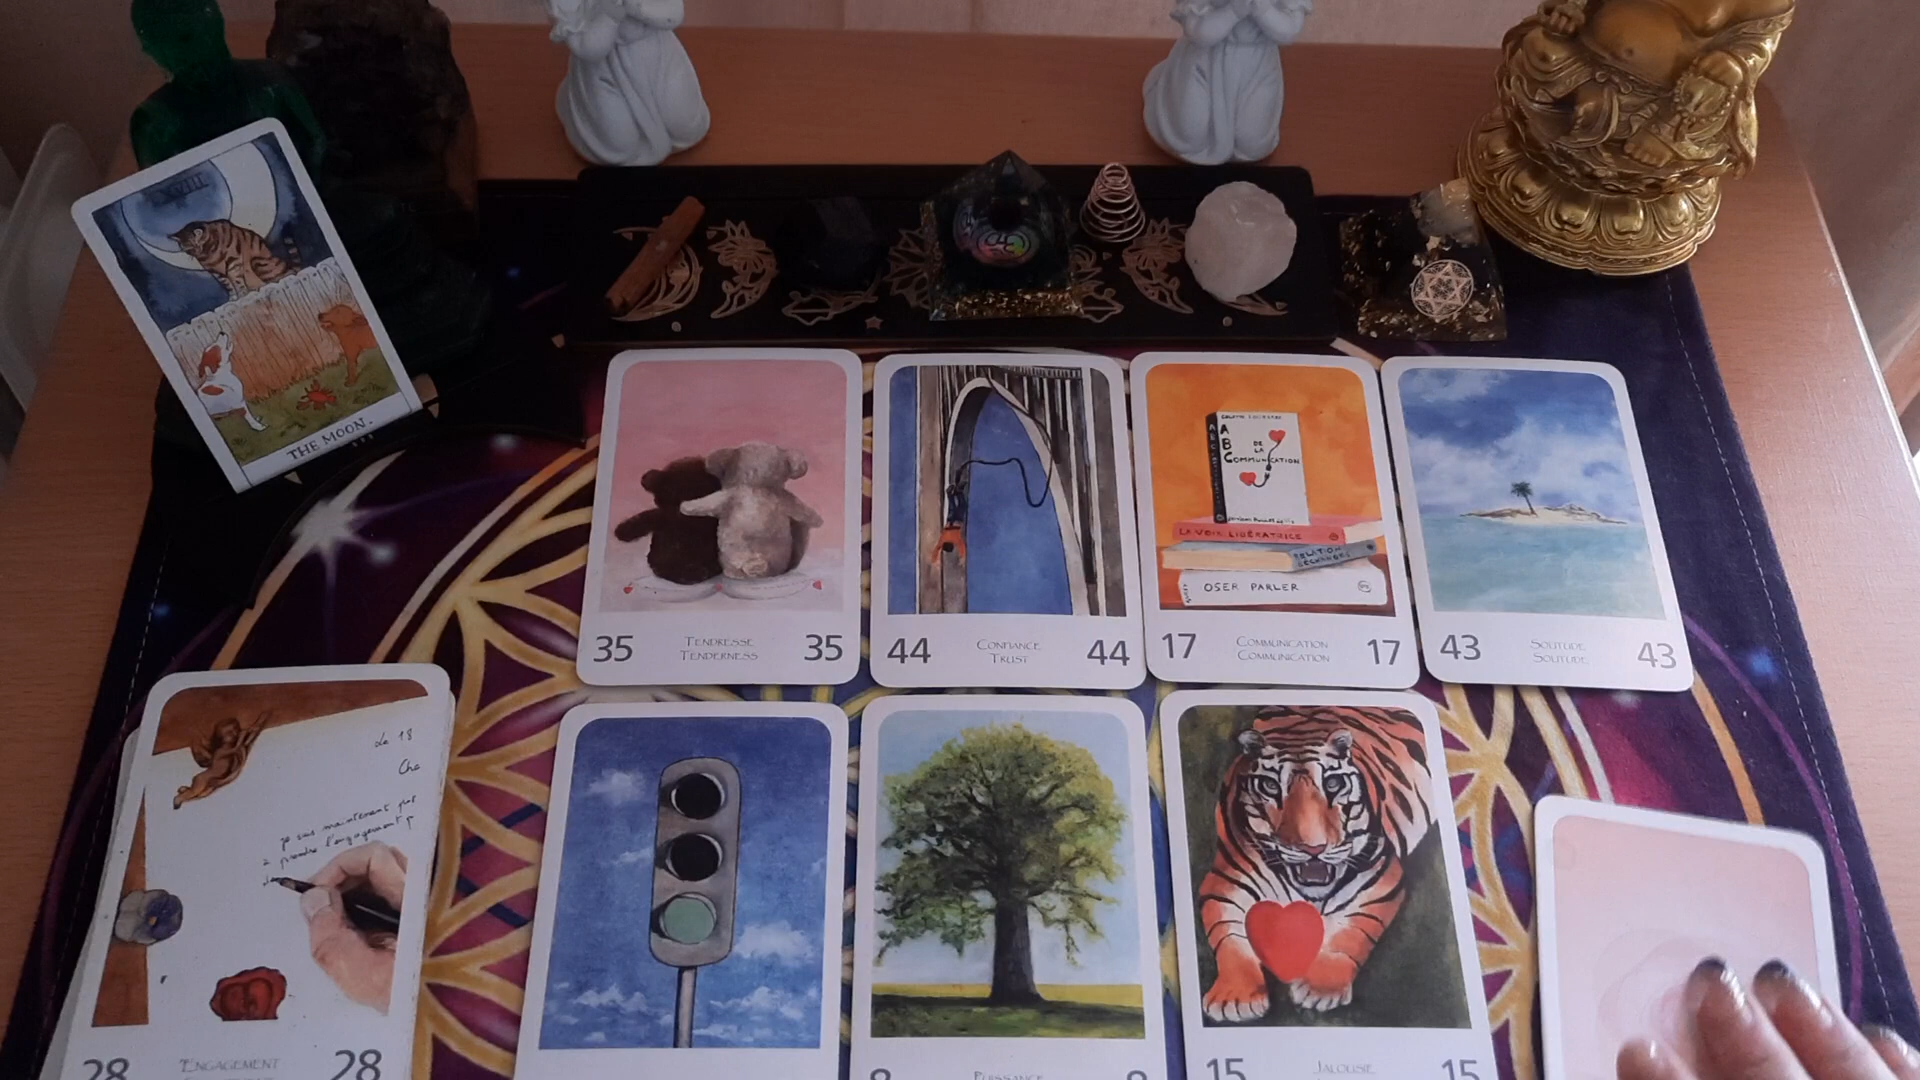 THE MOON.
35 TENDRESSE 35
TENDERNESS
44 CONFIANCE 44
TRUST
17 COMMUNICATION 17
COMMUNICATION
43 SOLITUDE 43
SOLITUDE
ABC
DE
LA
COMMUNICATION
LA VOIE LIBÉRATRICE
RELATION
OSER PARLER
Le 18
Che
je suis maintenant
à prendre l'engagement
28 ENGAGEMENT 28
PUISSANCE
15 JALOUSIE 15